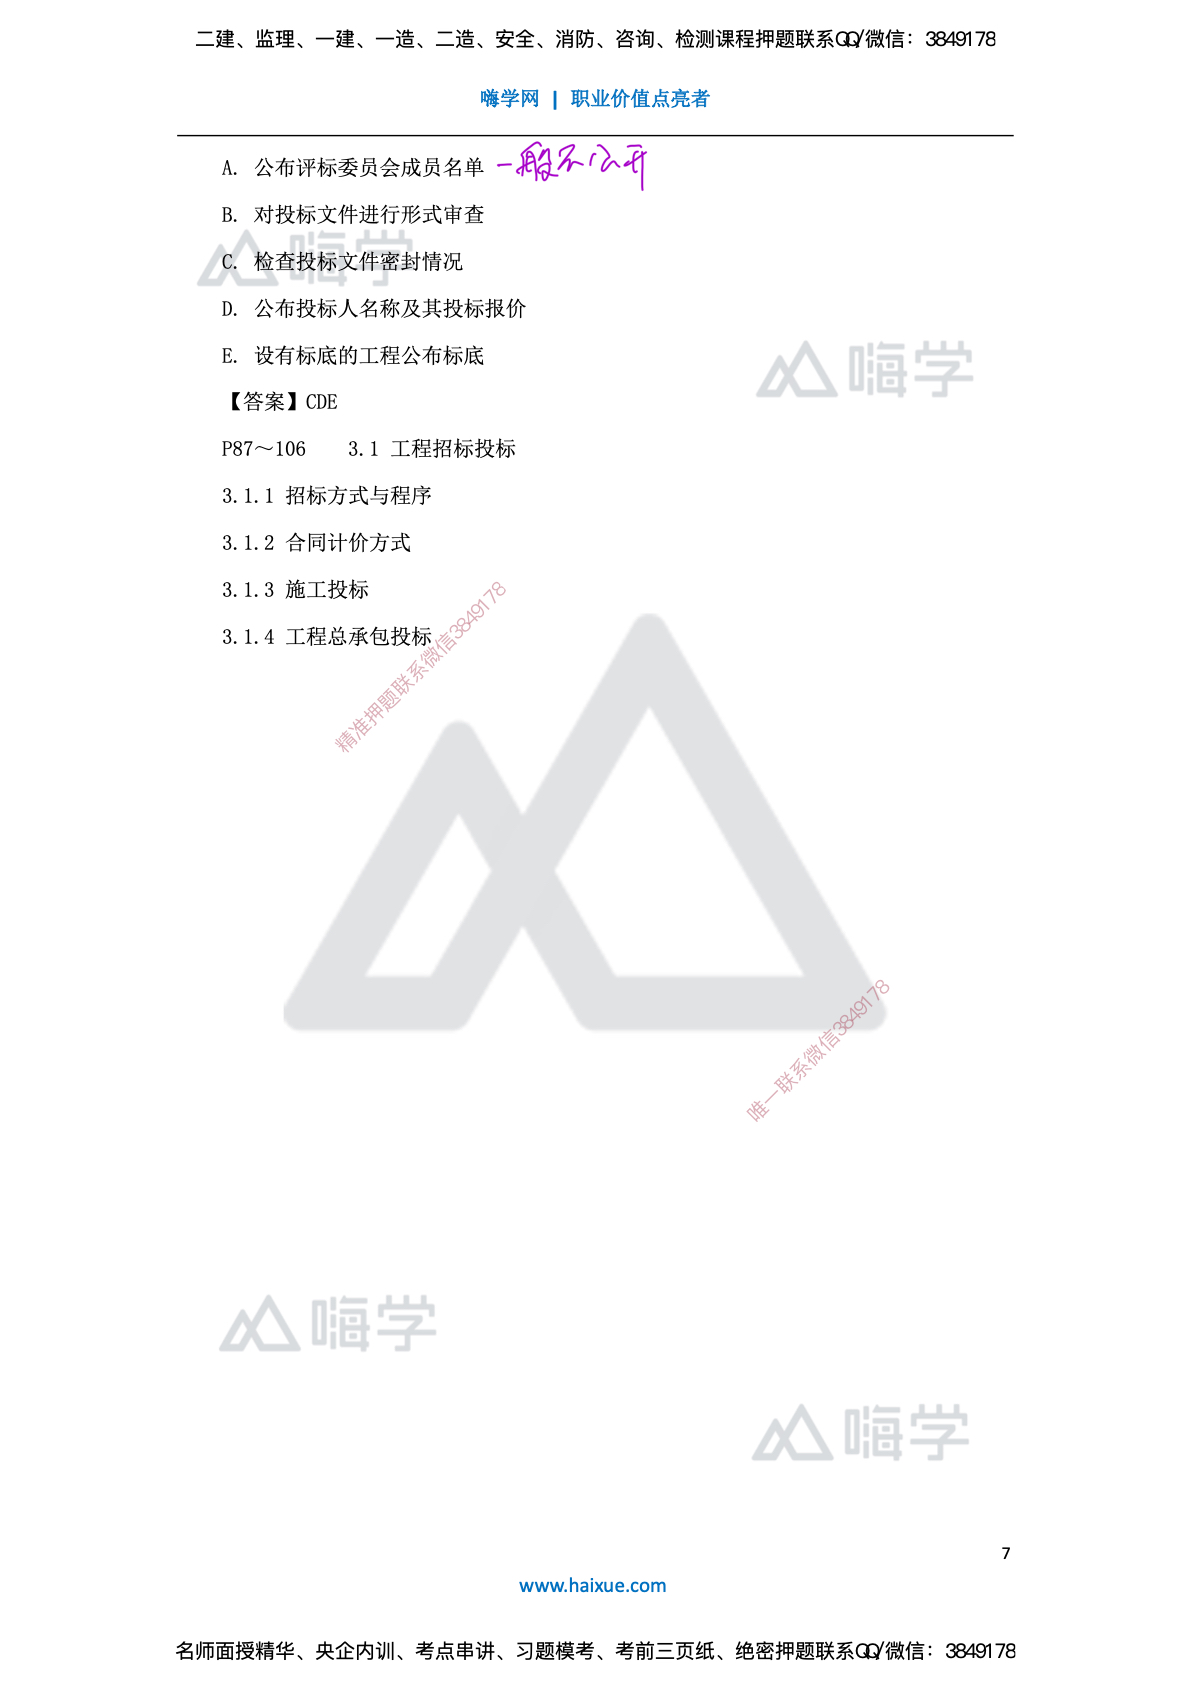 二建、监理、一建、一造、二造、安全、消防、咨询、检测课程押题联系QQ/微信：3849178
嗨学网 | 职业价值点亮者
A. 公布评标委员会成员名单 一般不公开
B. 对投标文件进行形式审查
嗨学
C. 检查投标文件密封情况
D. 公布投标人名称及其投标报价
E. 设有标底的工程公布标底
嗨学
【答案】CDE
P87～106 3.1 工程招标投标
3.1.1 招标方式与程序
3.1.2 合同计价方式
3.1.3 施工投标
3.1.4 工程总承包投标
精准押题联系微信3849178
唯一联系微信3849178
嗨学
嗨学
7
www.haixue.com
名师面授精华、央企内训、考点串讲、习题模考、考前三页纸、绝密押题联系QQ/微信：3849178